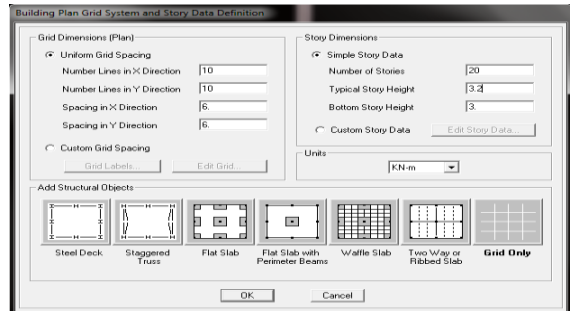 Building Plan Grid System and Story Data Definition
Grid Dimensions (Plan)
Uniform Grid Spacing
Number Lines in X Direction 10
Number Lines in Y Direction 10
Spacing in X Direction 6.
Spacing in Y Direction 6.
Custom Grid Spacing
Grid Labels... Edit Grid...
Story Dimensions
Simple Story Data
Number of Stories 20
Typical Story Height 3.2
Bottom Story Height 3.
Custom Story Data Edit Story Data...
Units
KN-m
Add Structural Objects
Steel Deck
Staggered
Truss
Flat Slab
Flat Slab with
Perimeter Beams
Waffle Slab
Two Way or
Ribbed Slab
Grid Only
OK Cancel